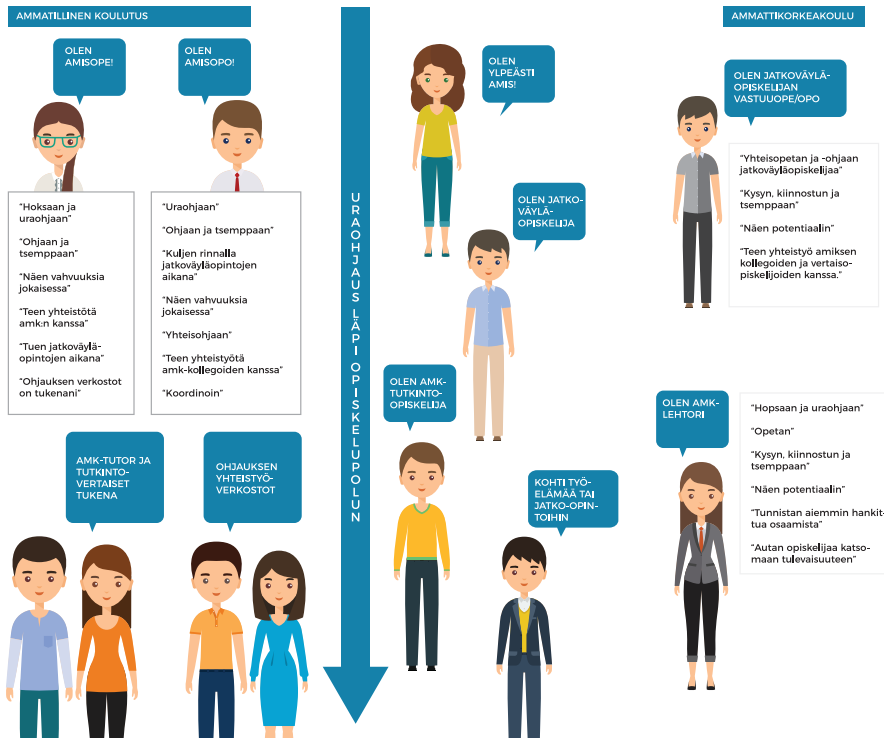 AMMATILLINEN KOULUTUS
OLEN
AMISOPE!
OLEN
AMISOPO!
"Hoksaan ja
uraohjaan"
"Ohjaan ja
tsemppaan"
"Näen vahvuuksia
jokaisessa"
"Teen yhteistötä
amk:n kanssa"
"Tuen jatkoväylä-
opintojen aikana"
"Ohjauksen verkostot
on tukenani"
"Uraohjaan"
"Ohjaan ja tsemppaan"
"Kuljen rinnalla
jatkoväyläopintojen
aikana"
"Näen vahvuuksia
jokaisessa"
"Yhteisohjaan"
"Teen yhteistyötä
amk-kollegoiden kanssa"
"Koordinoin"
AMK-TUTOR JA
TUTKINTO-
VERTAISET
TUKENA
OHJAUKSEN
YHTEISTYÖ-
VERKOSTOT
URAOHJAUS LÄPI OPISKELUPOLUN
OLEN
YLPEÄSTI
AMIS!
OLEN JATKO-
VÄYLÄ-
OPISKELIJA
OLEN AMK-
TUTKINTO-
OPISKELIJA
KOHTI TYÖ-
ELÄMÄÄ TAI
JATKO-OPIN-
TOIHIN
AMMATTIKORKEAKOULU
OLEN JATKOVÄYLÄ-
OPISKELIJAN
VASTUUOPE/OPO
"Yhteisopetan ja -ohjaan
jatkoväyläopiskelijaa"
"Kysyn, kiinnostun ja
tsemppaan"
"Näen potentiaalin"
"Teen yhteistyö amiksen
kollegoiden ja vertaiso-
piskelijoiden kanssa."
OLEN AMK-
LEHTORI
"Hopsaan ja uraohjaan"
"Opetan"
"Kysyn, kiinnostun ja
tsemppaan"
"Näen potentiaalin"
"Tunnistan aiemmin hankit-
tua osaamista"
"Autan opiskelijaa katso-
maan tulevaisuuteen"